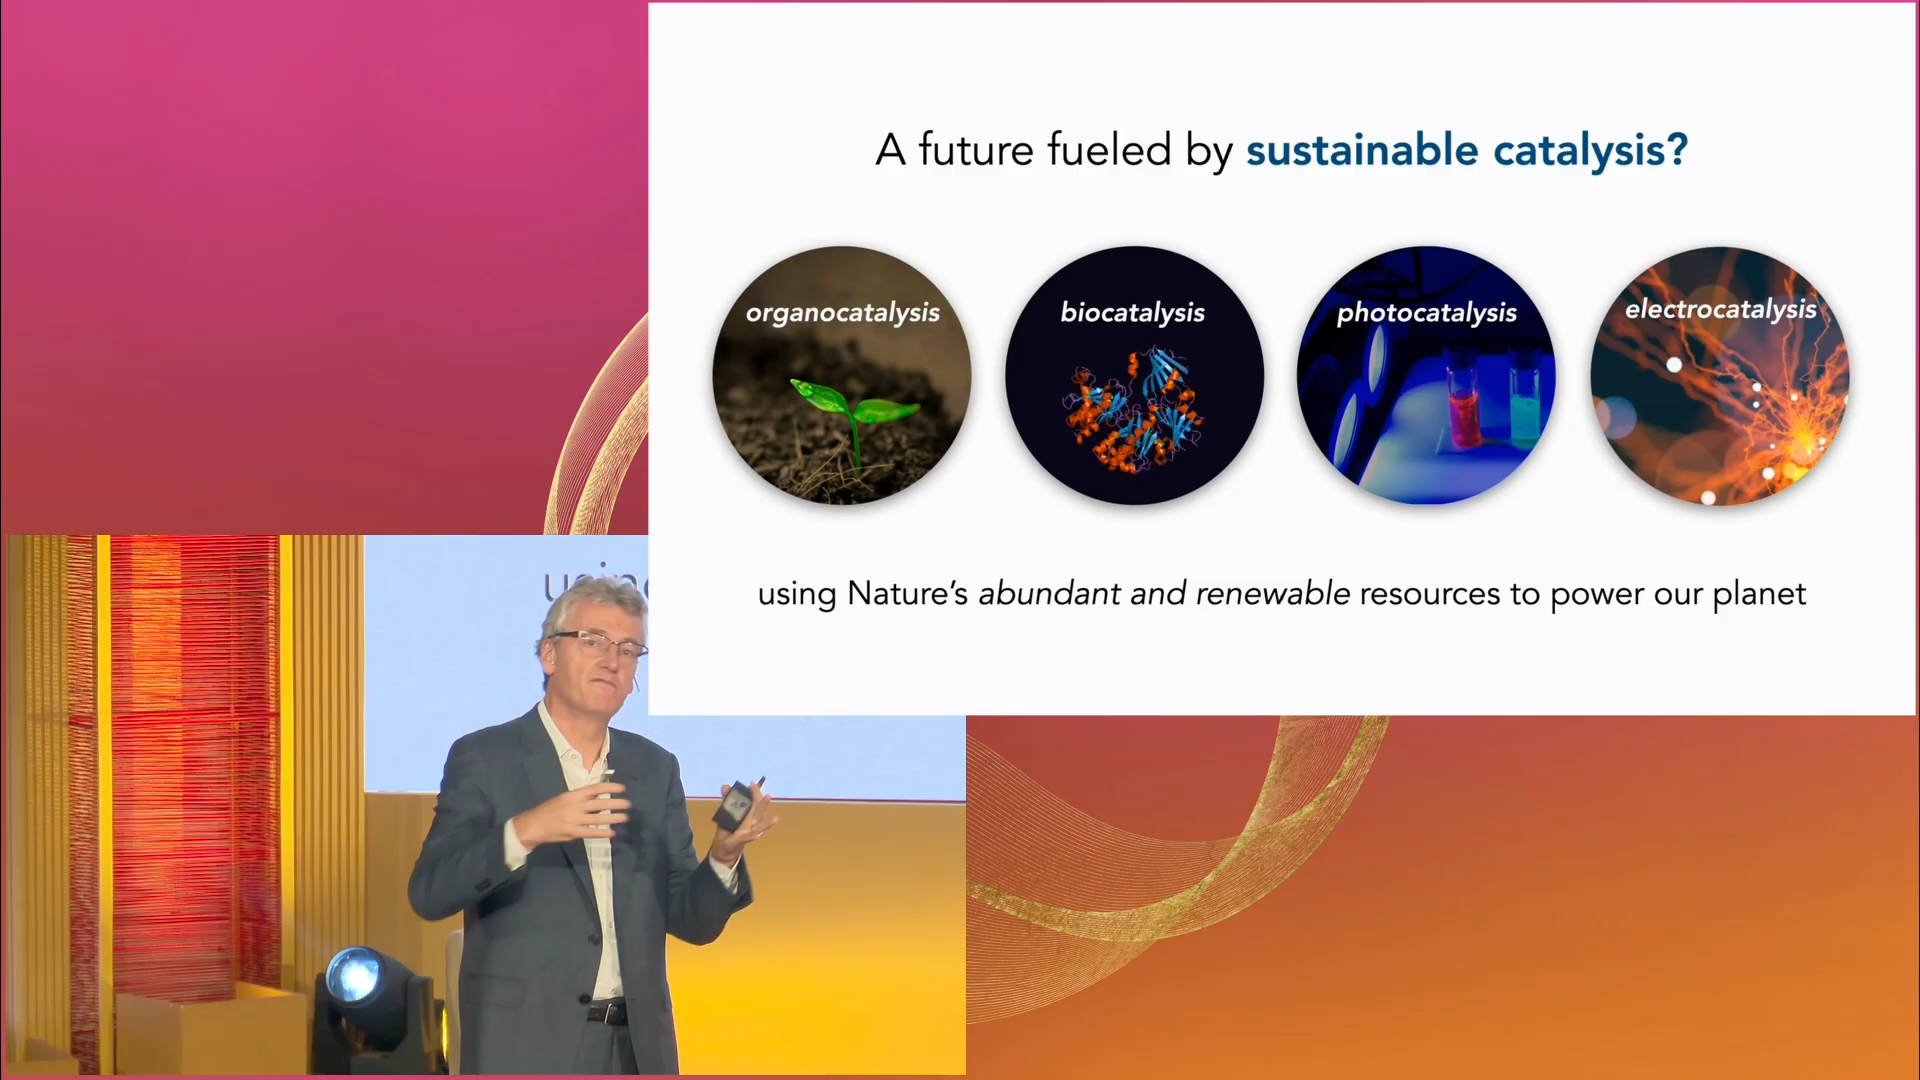 A future fueled by sustainable catalysis?
organocatalysis
biocatalysis
photocatalysis
electrocatalysis
using Nature's abundant and renewable resources to power our planet
using